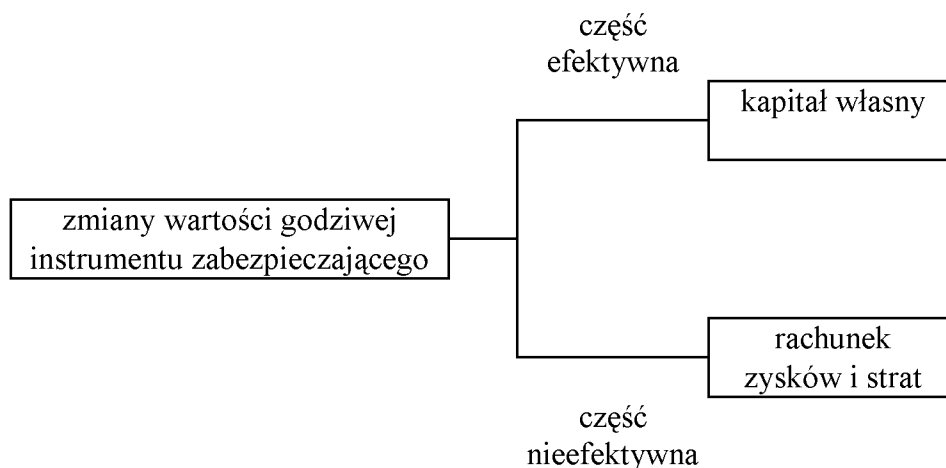 część
efektywna
kapitał własny
zmiany wartości godziwej
instrumentu zabezpieczającego
rachunek
zysków i strat
część
nieefektywna